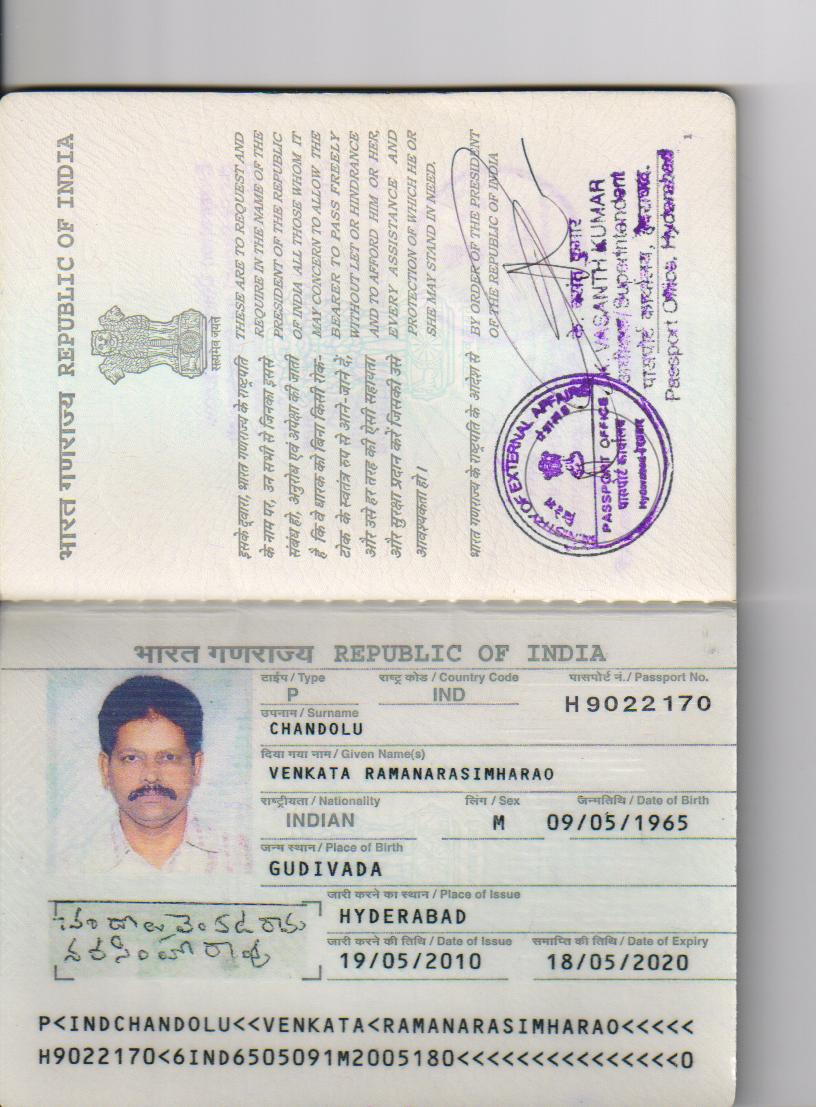 भारत गणराज्य REPUBLIC OF INDIA
सत्यमेव जयते
इसके द्वारा, भारत गणराज्य के राष्ट्रपति
के नाम पर, उन सभी से जिनका इससे
संबंध हो, अनुरोध एवं अपेक्षा की जाती
है कि वे धारक को बिना किसी रोक-
टोक के स्वतंत्र रूप से आने-जाने दें,
और उसे हर तरह की ऐसी सहायता
और सुरक्षा प्रदान करें जिसकी उसे
आवश्यकता हो।
THESE ARE TO REQUEST AND
REQUIRE IN THE NAME OF THE
PRESIDENT OF THE REPUBLIC
OF INDIA ALL THOSE WHOM IT
MAY CONCERN TO ALLOW THE
BEARER TO PASS FREELY
WITHOUT LET OR HINDRANCE
AND TO AFFORD HIM OR HER,
EVERY ASSISTANCE AND
PROTECTION OF WHICH HE OR
SHE MAY STAND IN NEED.
भारत गणराज्य के राष्ट्रपति के आदेश से
BY ORDER OF THE PRESIDENT
OF THE REPUBLIC OF INDIA
MINISTRY OF EXTERNAL AFFAIRS
PASSPORT OFFICE,
पासपोर्ट कार्यालय
Hyderabad
कुमार
K. VASANTH KUMAR
अधीक्षक/Superintendent
पासपोर्ट कार्यालय,
Passport Office, Hyderabad
1
भारत गणराज्य REPUBLIC OF INDIA
टाईप / Type राष्ट्र कोड / Country Code पासपोर्ट नं. / Passport No.
P IND H9022170
उपनाम / Surname
CHANDOLU
दिया गया नाम / Given Name(s)
VENKATA RAMANARASIMHARAO
राष्ट्रीयता / Nationality लिंग / Sex जन्मतिथि / Date of Birth
INDIAN M 09/05/1965
जन्म स्थान / Place of Birth
GUDIVADA
जारी करने का स्थान / Place of Issue
HYDERABAD
जारी करने की तिथि / Date of Issue समाप्ति की तिथि / Date of Expiry
19/05/2010 18/05/2020
చందోలు వెంకట రామ
నరసింహా రావు
P<INDCHANDOLU<<VENKATA<RAMANARASIMHARAO<<<<<
H9022170<6IND6505091M2005180<<<<<<<<<<<<<<<0